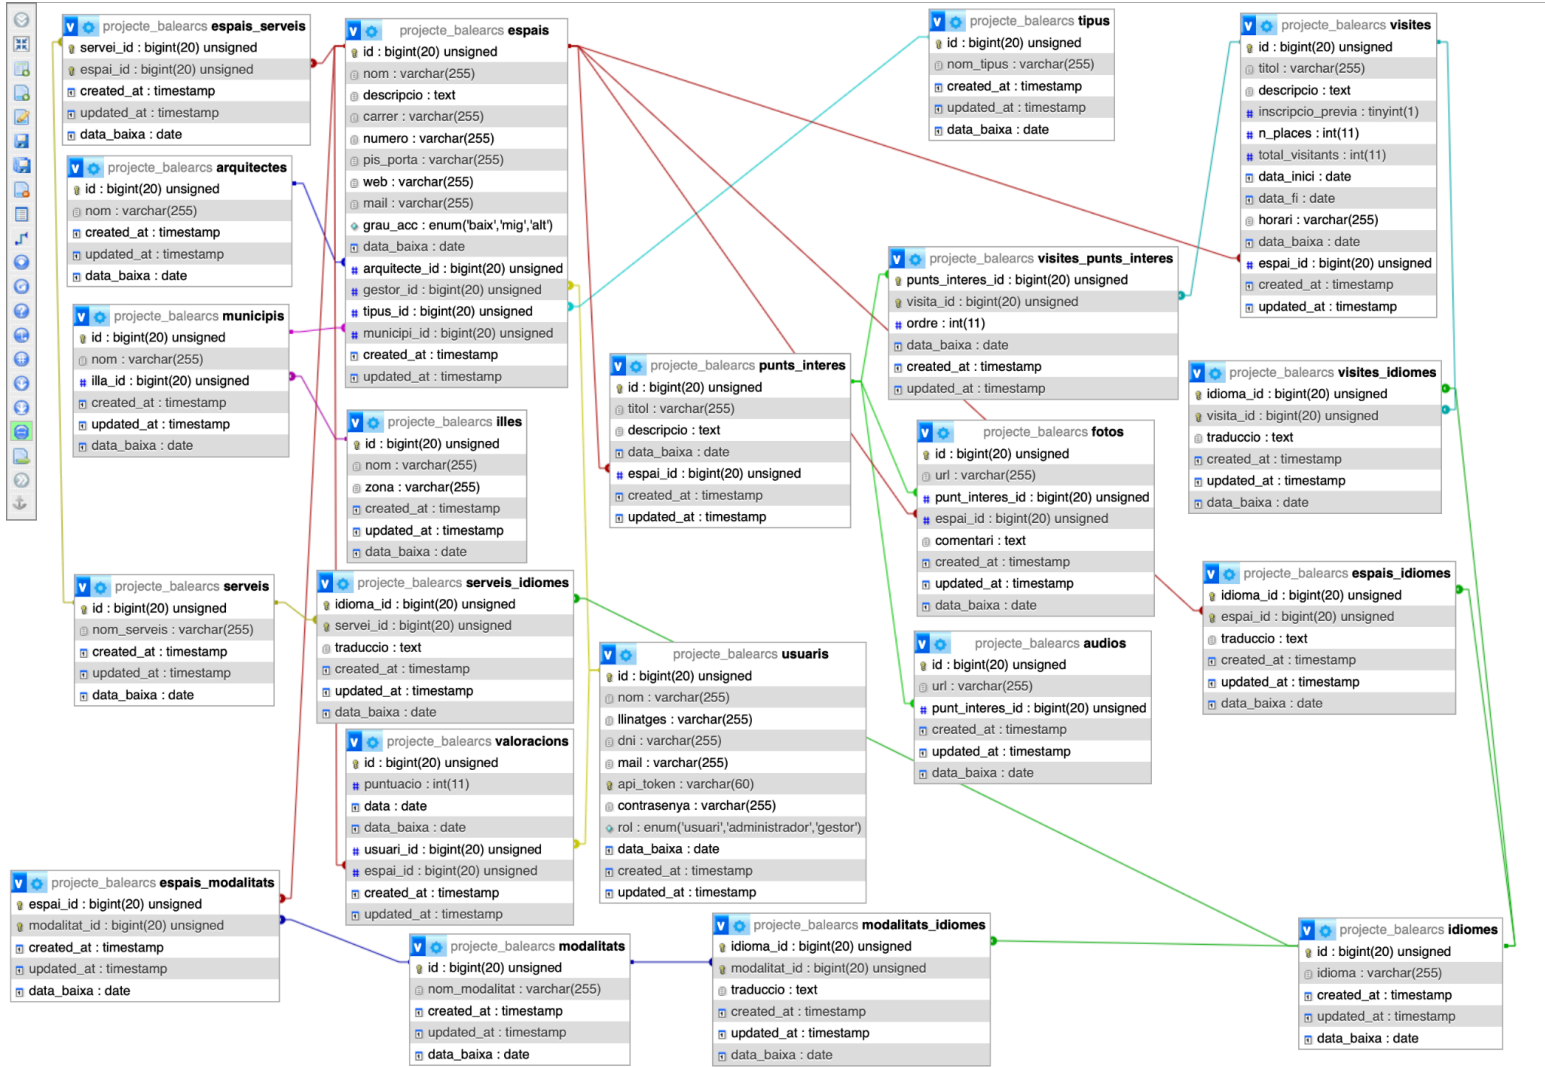 projecte_balearcs espais_serveis
servei_id : bigint(20) unsigned
espai_id : bigint(20) unsigned
created_at : timestamp
updated_at : timestamp
data_baixa : date
projecte_balearcs arquitectes
id : bigint(20) unsigned
nom : varchar(255)
created_at : timestamp
updated_at : timestamp
data_baixa : date
projecte_balearcs municipis
id : bigint(20) unsigned
nom : varchar(255)
illa_id : bigint(20) unsigned
created_at : timestamp
updated_at : timestamp
data_baixa : date
projecte_balearcs serveis
id : bigint(20) unsigned
nom_serveis : varchar(255)
created_at : timestamp
updated_at : timestamp
data_baixa : date
projecte_balearcs espais_modalitats
espai_id : bigint(20) unsigned
modalitat_id : bigint(20) unsigned
created_at : timestamp
updated_at : timestamp
data_baixa : date
projecte_balearcs espais
id : bigint(20) unsigned
nom : varchar(255)
descripcio : text
carrer : varchar(255)
numero : varchar(255)
pis_porta : varchar(255)
web : varchar(255)
mail : varchar(255)
grau_acc : enum('baix','mig','alt')
data_baixa : date
arquitecte_id : bigint(20) unsigned
gestor_id : bigint(20) unsigned
tipus_id : bigint(20) unsigned
municipi_id : bigint(20) unsigned
created_at : timestamp
updated_at : timestamp
projecte_balearcs illes
id : bigint(20) unsigned
nom : varchar(255)
zona : varchar(255)
created_at : timestamp
updated_at : timestamp
data_baixa : date
projecte_balearcs serveis_idiomes
idioma_id : bigint(20) unsigned
servei_id : bigint(20) unsigned
traduccio : text
created_at : timestamp
updated_at : timestamp
data_baixa : date
projecte_balearcs valoracions
id : bigint(20) unsigned
puntuacio : int(11)
data : date
data_baixa : date
usuari_id : bigint(20) unsigned
espai_id : bigint(20) unsigned
created_at : timestamp
updated_at : timestamp
projecte_balearcs modalitats
id : bigint(20) unsigned
nom_modalitat : varchar(255)
created_at : timestamp
updated_at : timestamp
data_baixa : date
projecte_balearcs punts_interes
id : bigint(20) unsigned
titol : varchar(255)
descripcio : text
data_baixa : date
espai_id : bigint(20) unsigned
created_at : timestamp
updated_at : timestamp
projecte_balearcs usuaris
id : bigint(20) unsigned
nom : varchar(255)
llinatges : varchar(255)
dni : varchar(255)
mail : varchar(255)
api_token : varchar(60)
contrasenya : varchar(255)
rol : enum('usuari','administrador','gestor')
data_baixa : date
created_at : timestamp
updated_at : timestamp
projecte_balearcs modalitats_idiomes
idioma_id : bigint(20) unsigned
modalitat_id : bigint(20) unsigned
traduccio : text
created_at : timestamp
updated_at : timestamp
data_baixa : date
projecte_balearcs tipus
id : bigint(20) unsigned
nom_tipus : varchar(255)
created_at : timestamp
updated_at : timestamp
data_baixa : date
projecte_balearcs visites_punts_interes
punts_interes_id : bigint(20) unsigned
visita_id : bigint(20) unsigned
ordre : int(11)
data_baixa : date
created_at : timestamp
updated_at : timestamp
projecte_balearcs fotos
id : bigint(20) unsigned
url : varchar(255)
punt_interes_id : bigint(20) unsigned
espai_id : bigint(20) unsigned
comentari : text
created_at : timestamp
updated_at : timestamp
data_baixa : date
projecte_balearcs audios
id : bigint(20) unsigned
url : varchar(255)
punt_interes_id : bigint(20) unsigned
created_at : timestamp
updated_at : timestamp
data_baixa : date
projecte_balearcs visites
id : bigint(20) unsigned
titol : varchar(255)
descripcio : text
inscripcio_previa : tinyint(1)
n_places : int(11)
total_visitants : int(11)
data_inici : date
data_fi : date
horari : varchar(255)
data_baixa : date
espai_id : bigint(20) unsigned
created_at : timestamp
updated_at : timestamp
projecte_balearcs visites_idiomes
idioma_id : bigint(20) unsigned
visita_id : bigint(20) unsigned
traduccio : text
created_at : timestamp
updated_at : timestamp
data_baixa : date
projecte_balearcs espais_idiomes
idioma_id : bigint(20) unsigned
espai_id : bigint(20) unsigned
traduccio : text
created_at : timestamp
updated_at : timestamp
data_baixa : date
projecte_balearcs idiomes
id : bigint(20) unsigned
idioma : varchar(255)
created_at : timestamp
updated_at : timestamp
data_baixa : date